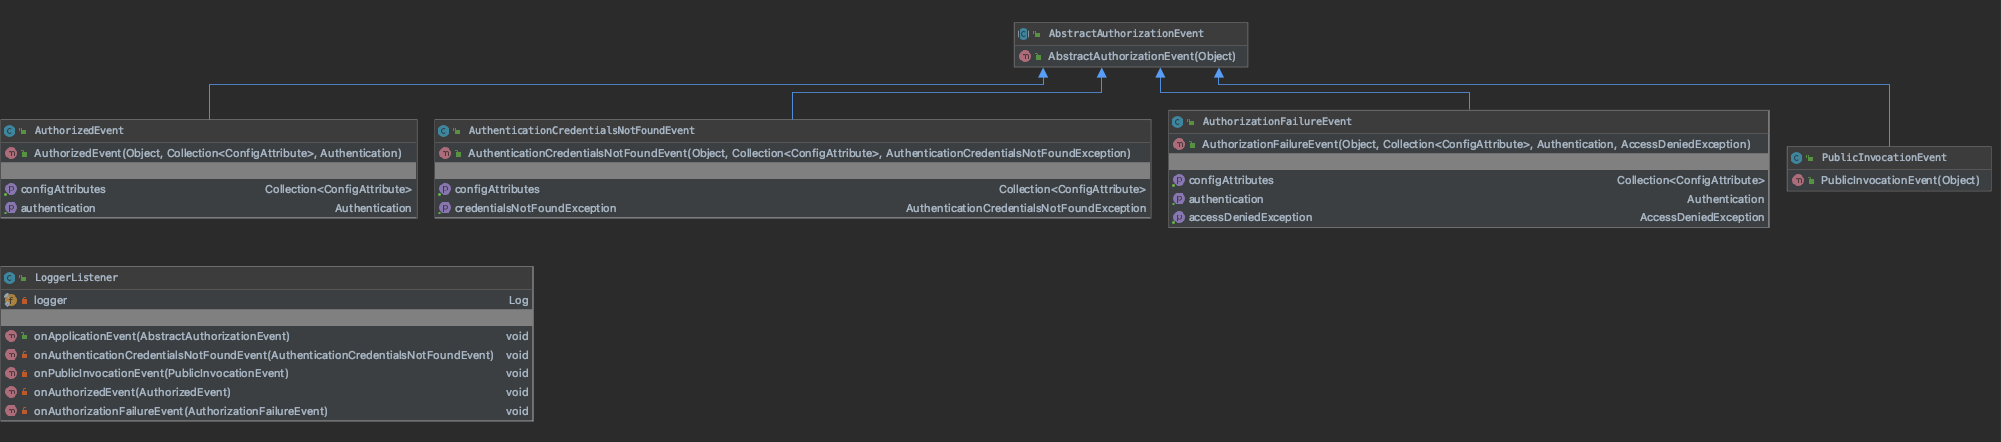 AbstractAuthorizationEvent
AbstractAuthorizationEvent(Object)
AuthorizedEvent
AuthorizedEvent(Object, Collection<ConfigAttribute>, Authentication)
configAttributes Collection<ConfigAttribute>
authentication Authentication
AuthenticationCredentialsNotFoundEvent
AuthenticationCredentialsNotFoundEvent(Object, Collection<ConfigAttribute>, AuthenticationCredentialsNotFoundException)
configAttributes Collection<ConfigAttribute>
credentialsNotFoundException AuthenticationCredentialsNotFoundException
AuthorizationFailureEvent
AuthorizationFailureEvent(Object, Collection<ConfigAttribute>, Authentication, AccessDeniedException)
configAttributes Collection<ConfigAttribute>
authentication Authentication
accessDeniedException AccessDeniedException
PublicInvocationEvent
PublicInvocationEvent(Object)
LoggerListener
logger Log
onApplicationEvent(AbstractAuthorizationEvent) void
onAuthenticationCredentialsNotFoundEvent(AuthenticationCredentialsNotFoundEvent) void
onPublicInvocationEvent(PublicInvocationEvent) void
onAuthorizedEvent(AuthorizedEvent) void
onAuthorizationFailureEvent(AuthorizationFailureEvent) void